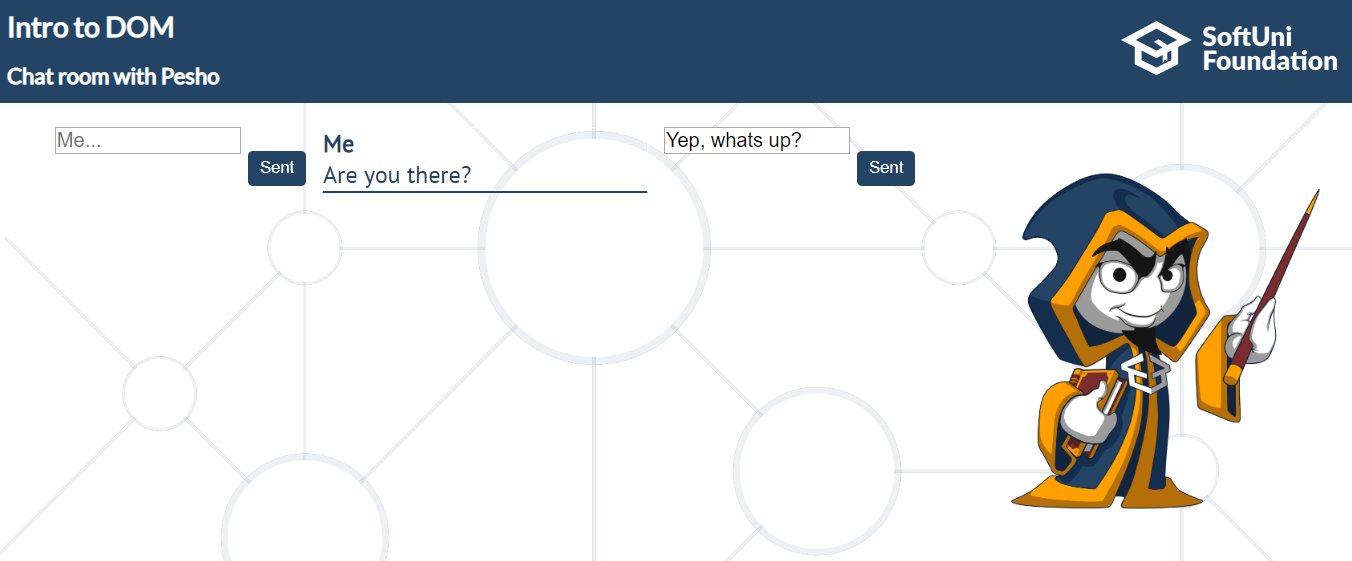 Intro to DOM
Chat room with Pesho
SoftUni
Foundation
Me...
Sent
Me
Are you there?
Yep, whats up?
Sent